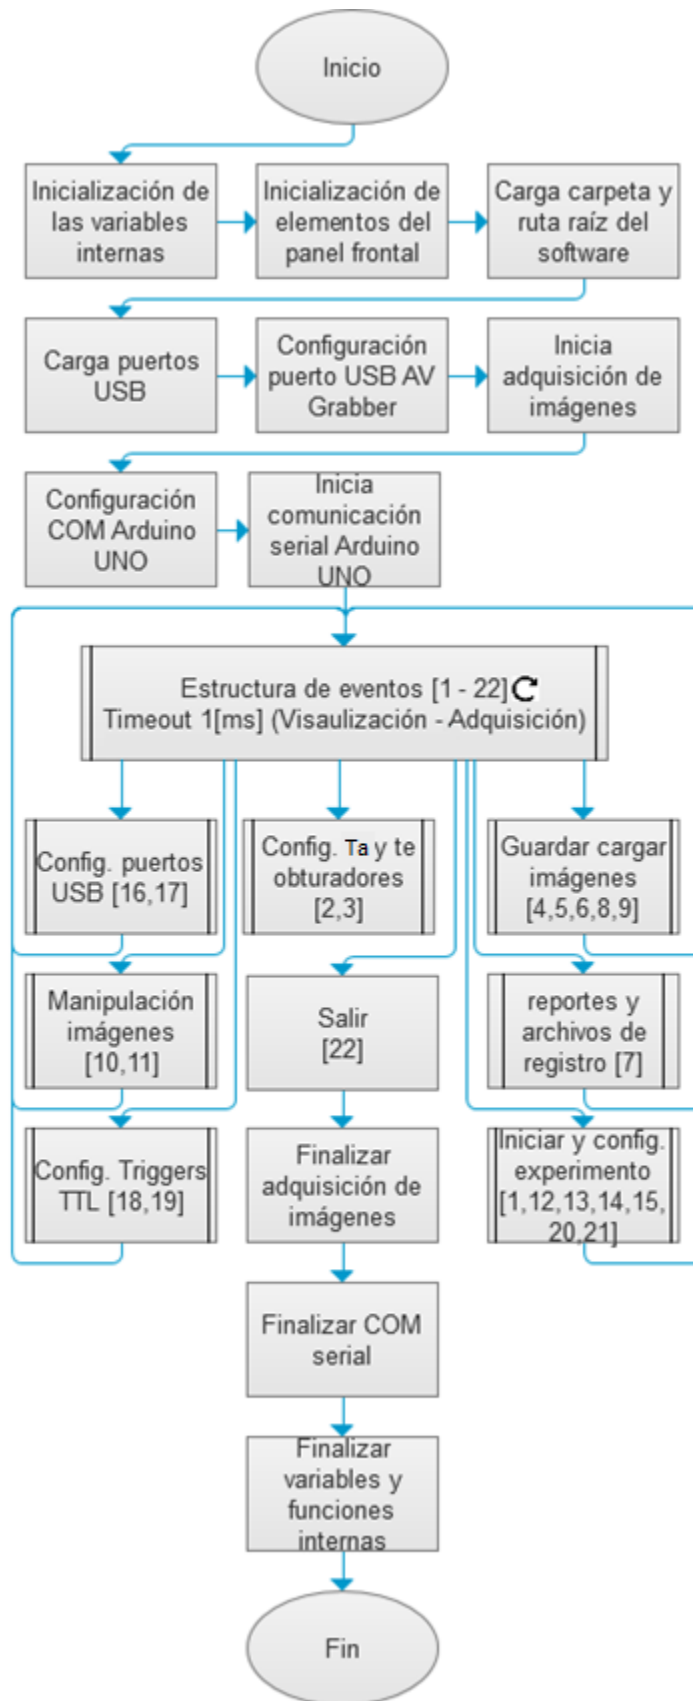 Inicio
Inicialización de
las variables
internas
Inicialización de
elementos del
panel frontal
Carga carpeta y
ruta raíz del
software
Carga puertos
USB
Configuración
puerto USB AV
Grabber
Inicia
adquisición de
imágenes
Configuración
COM Arduino
UNO
Inicia
comunicación
serial Arduino
UNO
Estructura de eventos [1 - 22]
Timeout 1[ms] (Visaulización - Adquisición)
Config. puertos
USB [16,17]
Config. Ta y te
obturadores
[2,3]
Guardar cargar
imágenes
[4,5,6,8,9]
Manipulación
imágenes
[10,11]
Salir
[22]
reportes y
archivos de
registro [7]
Config. Triggers
TTL [18,19]
Finalizar
adquisición de
imágenes
Iniciar y config.
experimento
[1,12,13,14,15,
20,21]
Finalizar COM
serial
Finalizar
variables y
funciones
internas
Fin